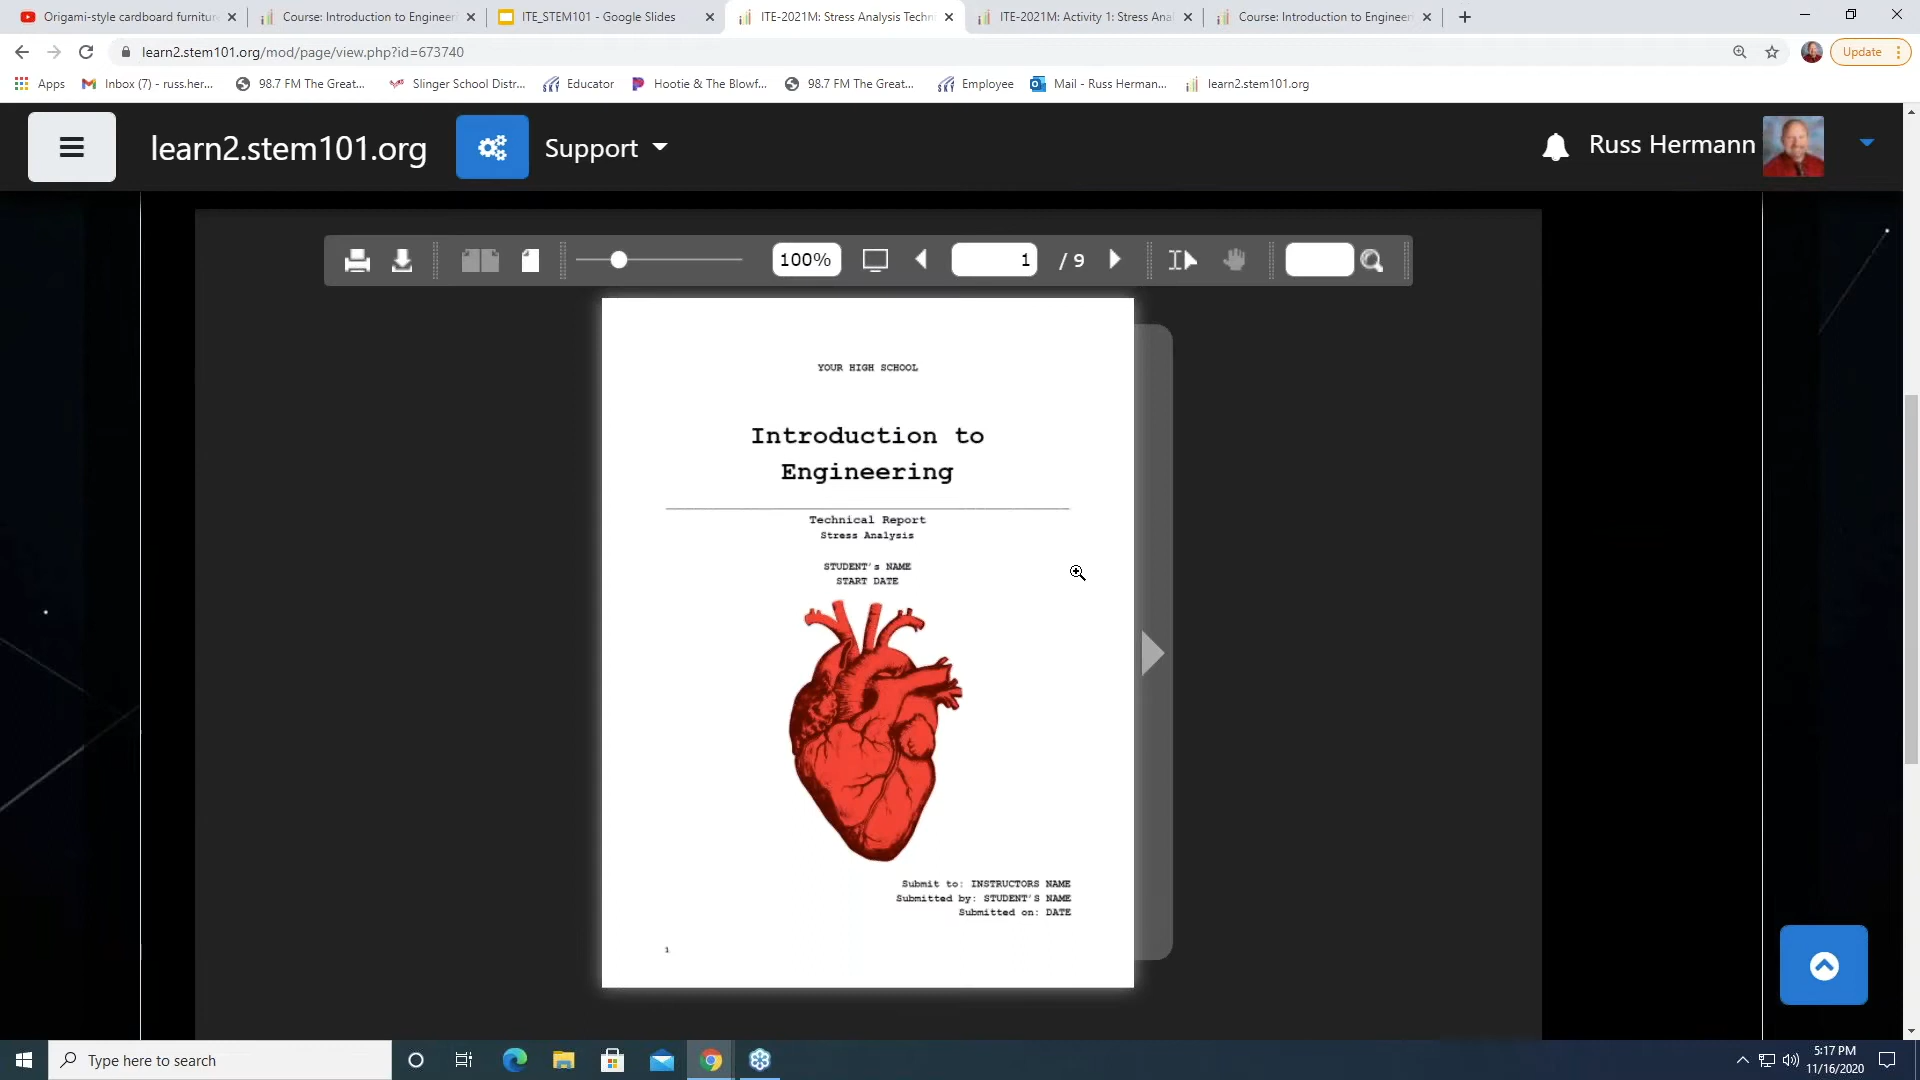 Origami-style cardboard furnitur
Course: Introduction to Engineeri
ITE_STEM101 - Google Slides
ITE-2021M: Stress Analysis Techni
ITE-2021M: Activity 1: Stress Anal
Course: Introduction to Engineeri
learn2.stem101.org/mod/page/view.php?id=673740
Update
Apps
Inbox (7) - russ.her...
98.7 FM The Great...
Slinger School Distr...
Educator
Hootie & The Blowf...
98.7 FM The Great...
Employee
Mail - Russ Herman...
learn2.stem101.org
learn2.stem101.org
Support
Russ Hermann
100%
1
/ 9
YOUR HIGH SCHOOL
Introduction to
Engineering
Technical Report
Stress Analysis
STUDENT's NAME
START DATE
Submit to: INSTRUCTORS NAME
Submitted by: STUDENT'S NAME
Submitted on: DATE
1
Type here to search
5:17 PM
11/16/2020